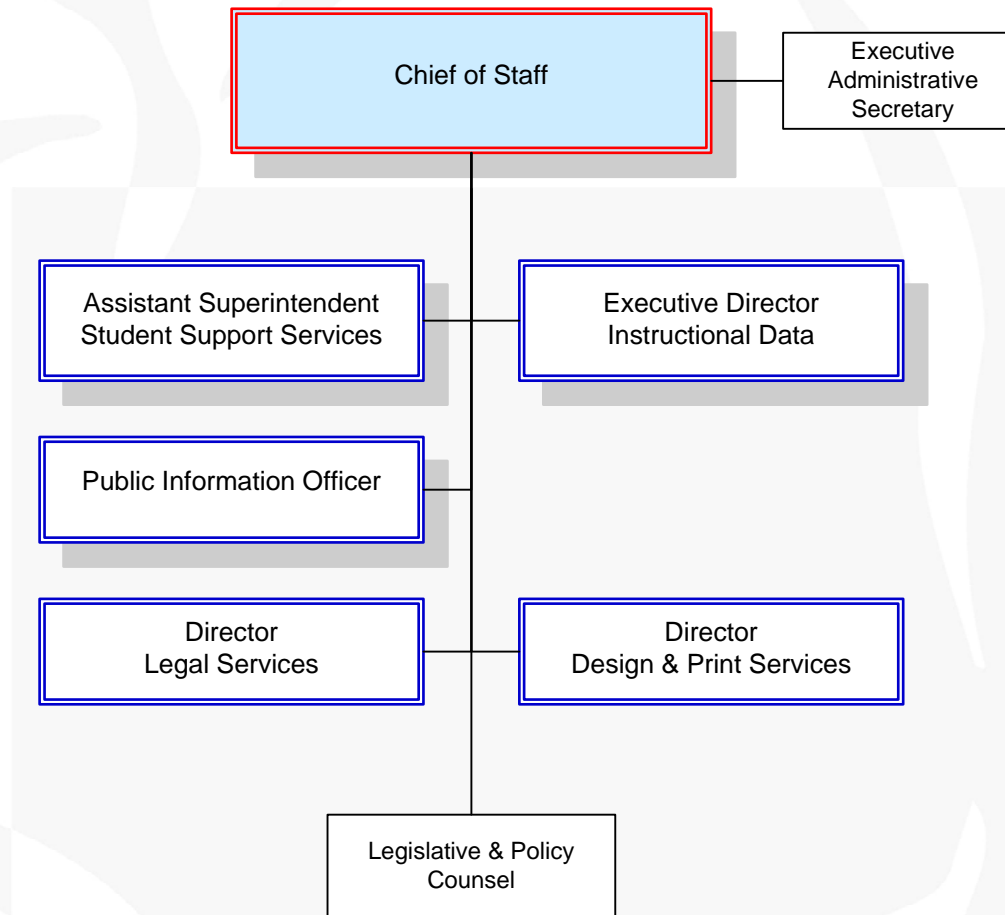 Chief of Staff
Executive
Administrative
Secretary
Assistant Superintendent
Student Support Services
Executive Director
Instructional Data
Public Information Officer
Director
Legal Services
Director
Design & Print Services
Legislative & Policy
Counsel